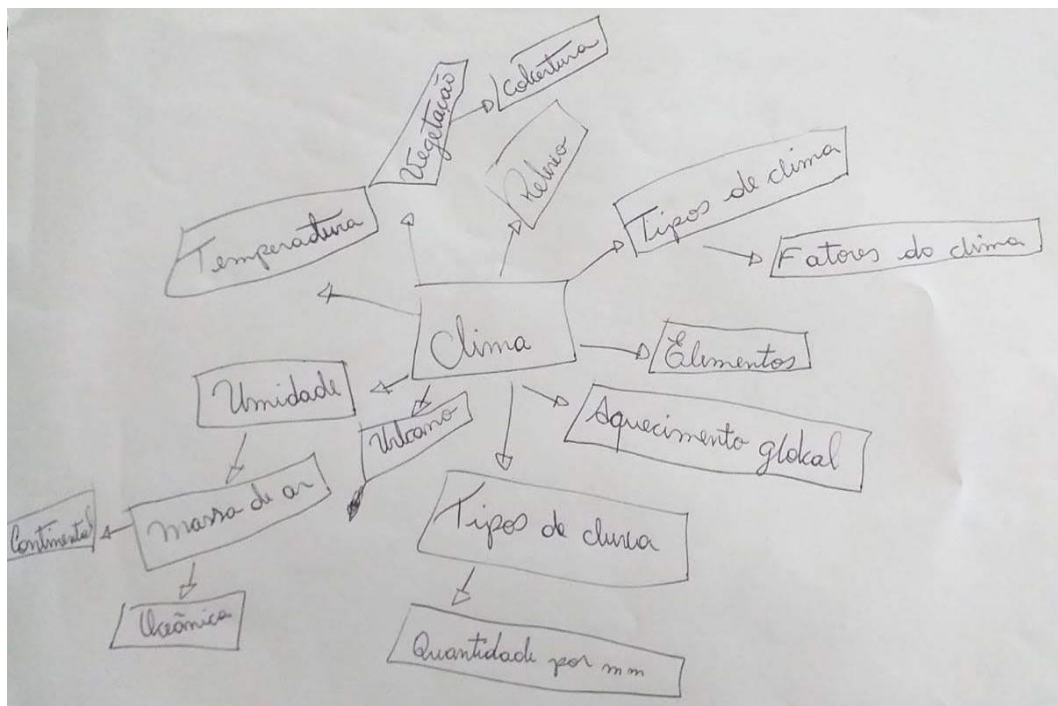 Cobertura
Vegetação
Relevo
Tipos de clima
Temperatura
Fatores do clima
Clima
Elementos
Umidade
Urbano
Aquecimento global
Massa de ar
Continental
Tipos de chuva
Oceânica
Quantidade por mm